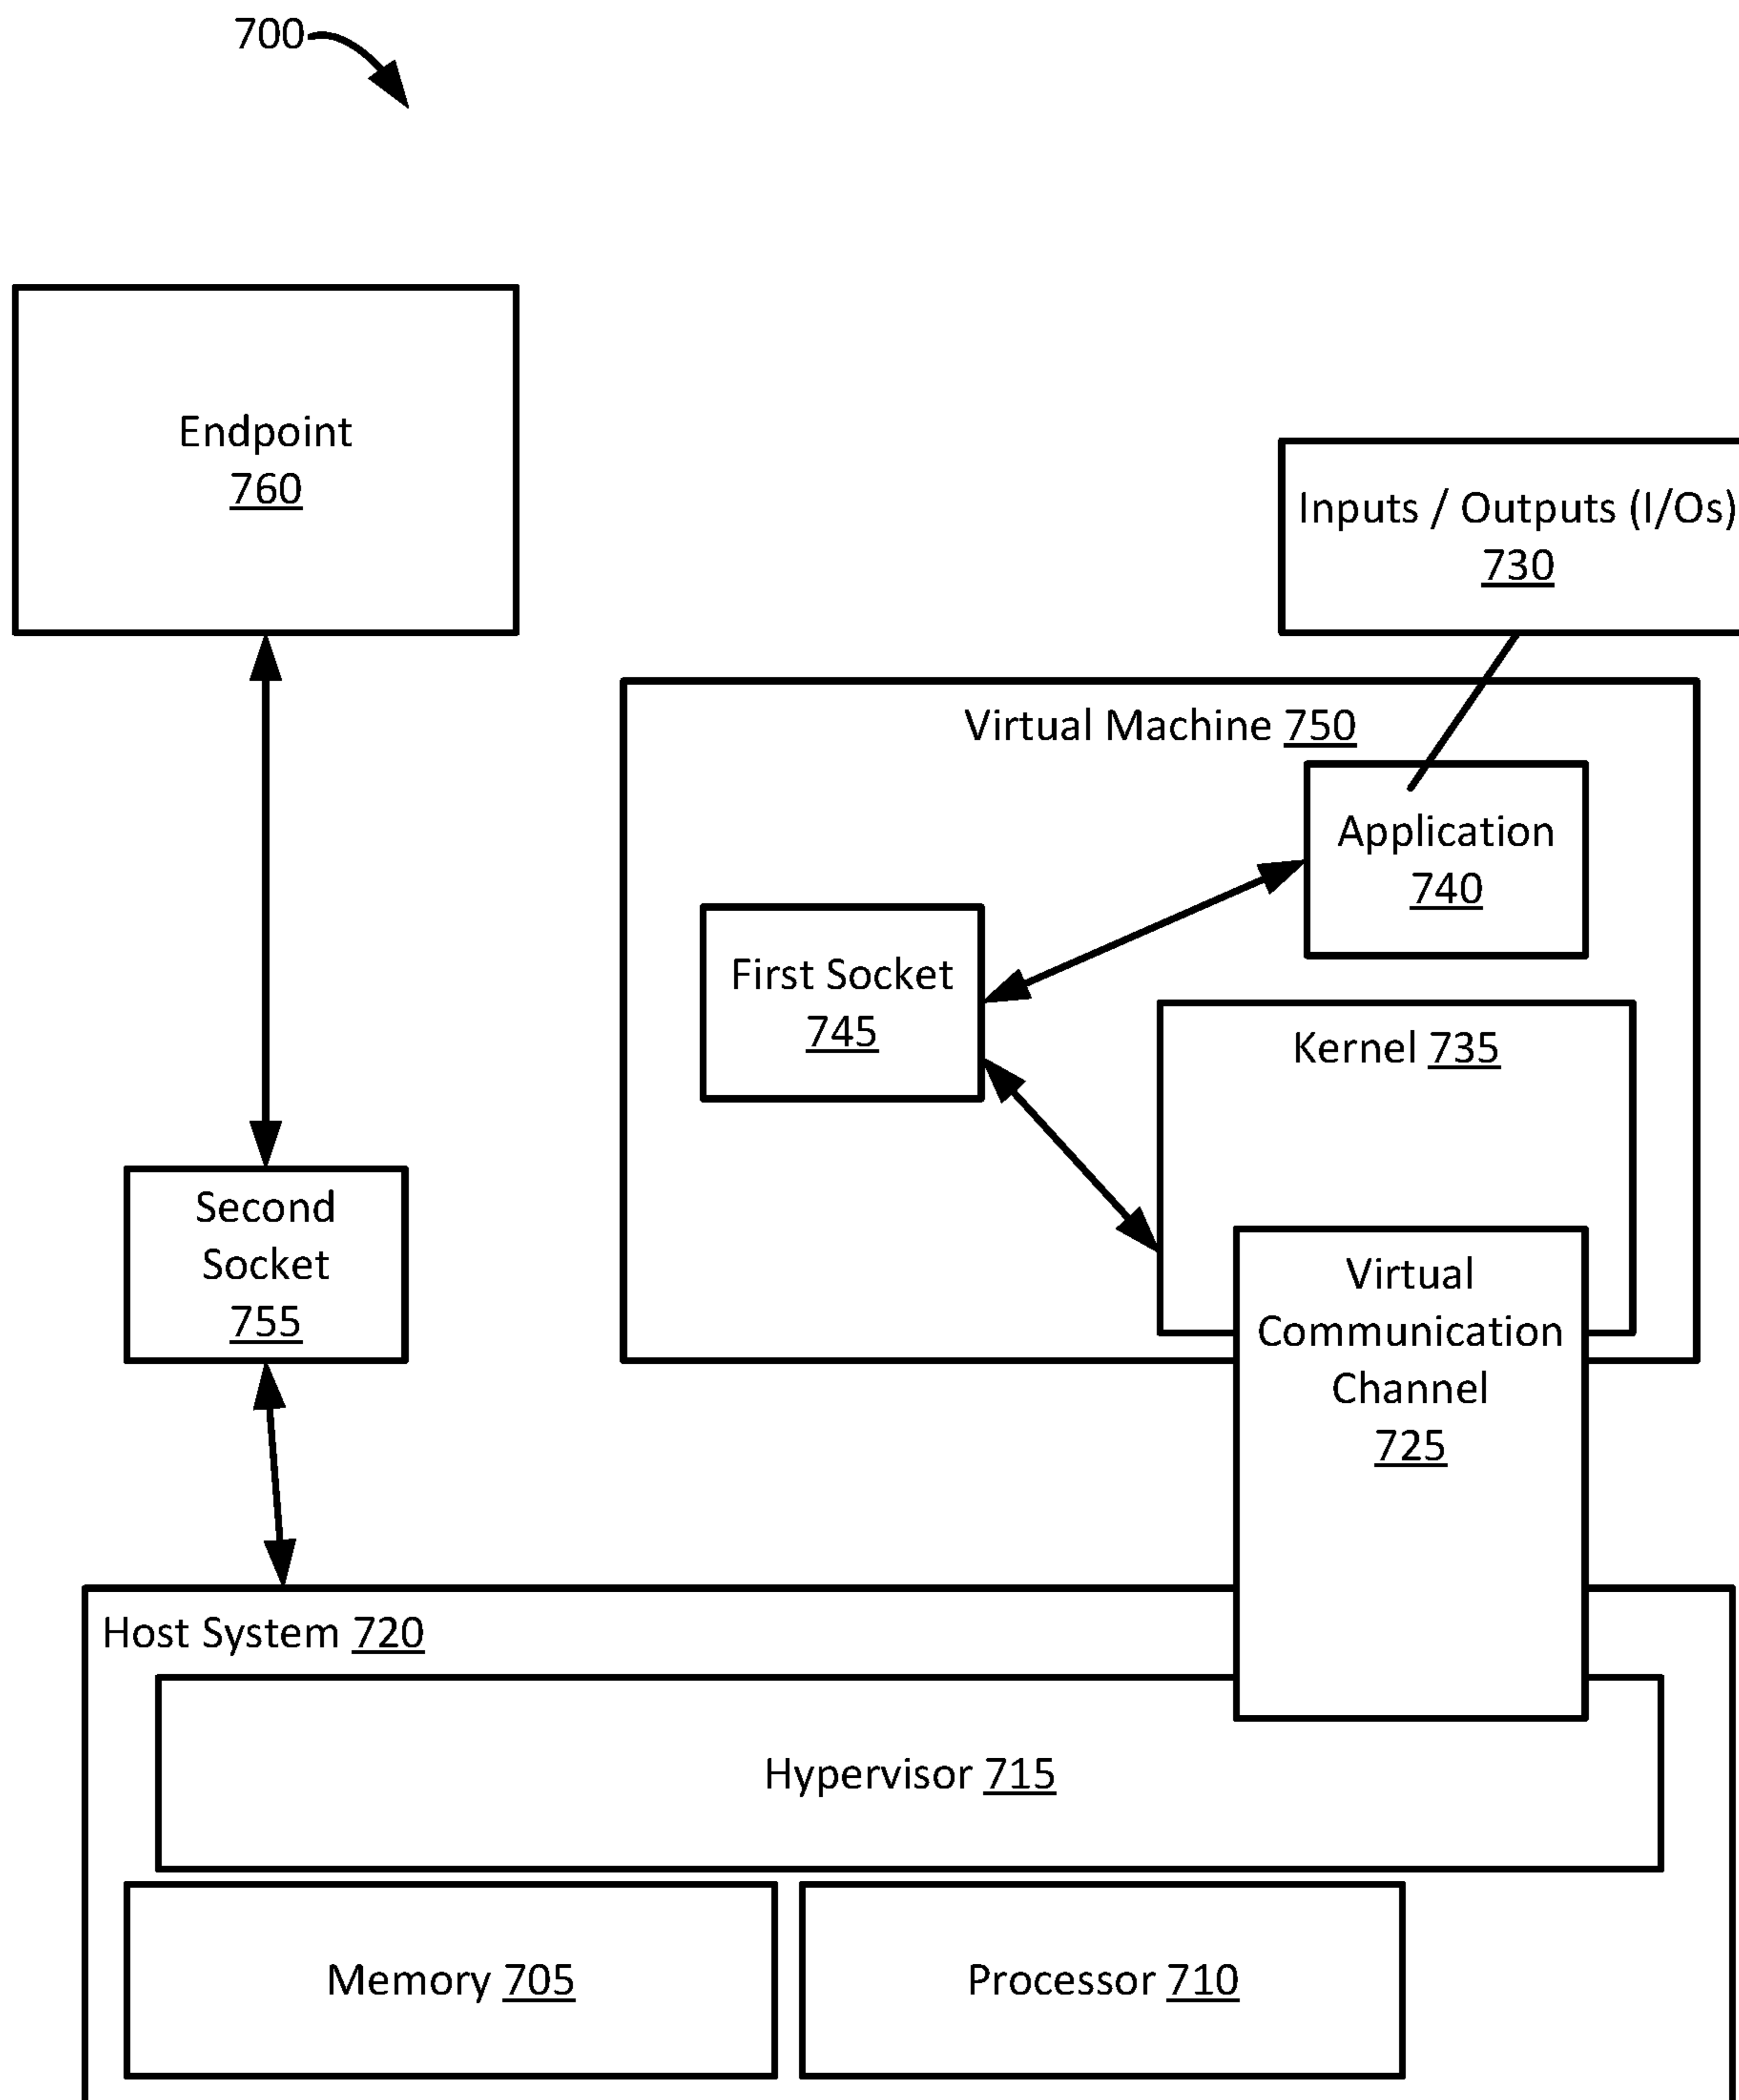 700
Endpoint
760
Inputs / Outputs (I/Os)
730
Virtual Machine 750
Application
740
First Socket
745
Kernel 735
Second
Socket
755
Virtual
Communication
Channel
725
Host System 720
Hypervisor 715
Memory 705
Processor 710